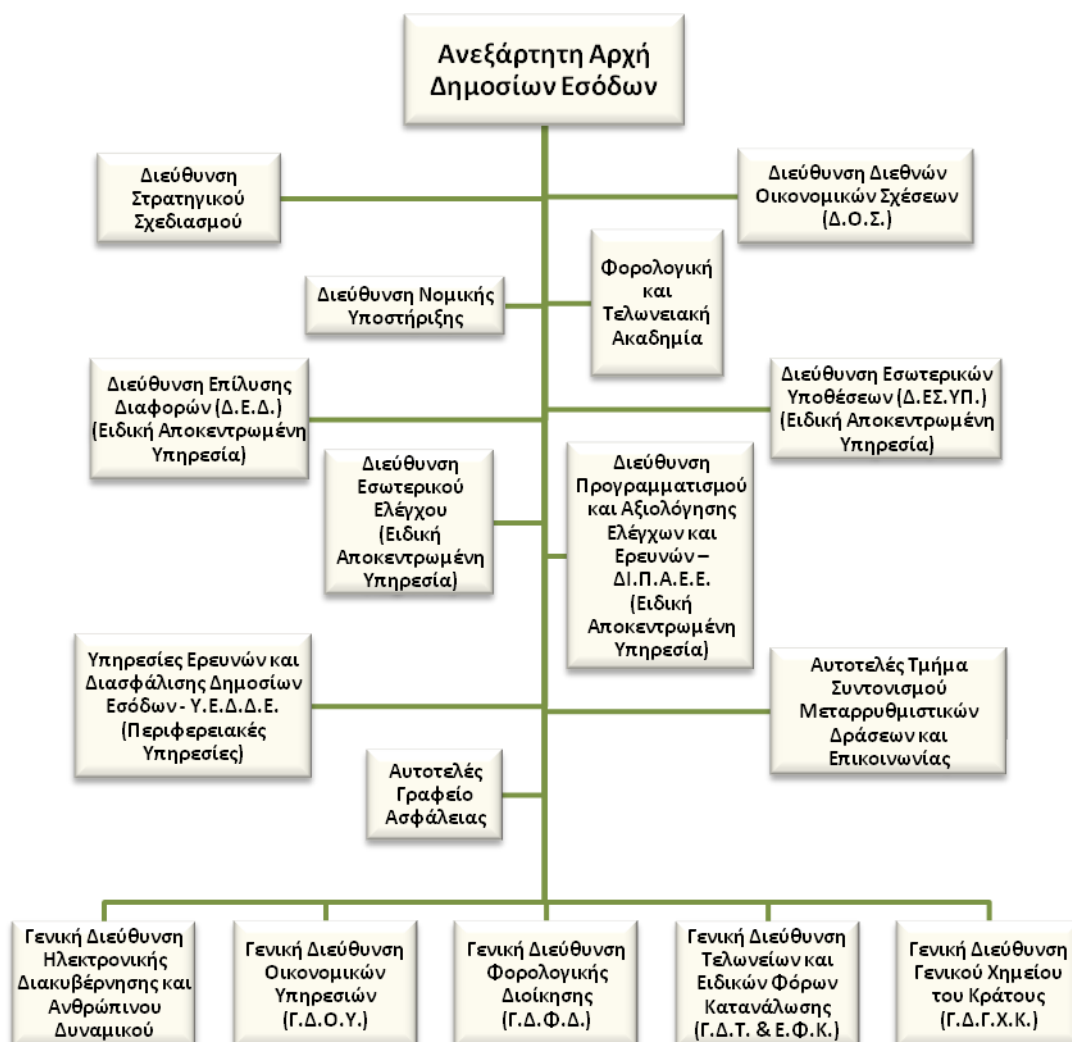 Ανεξάρτητη Αρχή
Δημοσίων Εσόδων
Διεύθυνση
Στρατηγικού
Σχεδιασμού
Διεύθυνση Διεθνών
Οικονομικών Σχέσεων
(Δ.Ο.Σ.)
Διεύθυνση Νομικής
Υποστήριξης
Φορολογική
και
Τελωνειακή
Ακαδημία
Διεύθυνση Επίλυσης
Διαφορών (Δ.Ε.Δ.)
(Ειδική Αποκεντρωμένη
Υπηρεσία)
Διεύθυνση Εσωτερικών
Υποθέσεων (Δ.ΕΣ.ΥΠ.)
(Ειδική Αποκεντρωμένη
Υπηρεσία)
Διεύθυνση
Εσωτερικού
Ελέγχου
(Ειδική
Αποκεντρωμένη
Υπηρεσία)
Διεύθυνση
Προγραμματισμού
και Αξιολόγησης
Ελέγχων και
Ερευνών –
ΔΙ.Π.Α.Ε.Ε.
(Ειδική
Αποκεντρωμένη
Υπηρεσία)
Υπηρεσίες Ερευνών και
Διασφάλισης Δημοσίων
Εσόδων - Υ.Ε.Δ.Δ.Ε.
(Περιφερειακές
Υπηρεσίες)
Αυτοτελές Τμήμα
Συντονισμού
Μεταρρυθμιστικών
Δράσεων και
Επικοινωνίας
Αυτοτελές
Γραφείο
Ασφάλειας
Γενική Διεύθυνση
Ηλεκτρονικής
Διακυβέρνησης και
Ανθρώπινου
Δυναμικού
Γενική Διεύθυνση
Οικονομικών
Υπηρεσιών
(Γ.Δ.Ο.Υ.)
Γενική Διεύθυνση
Φορολογικής
Διοίκησης
(Γ.Δ.Φ.Δ.)
Γενική Διεύθυνση
Τελωνείων και
Ειδικών Φόρων
Κατανάλωσης
(Γ.Δ.Τ. & Ε.Φ.Κ.)
Γενική Διεύθυνση
Γενικού Χημείου
του Κράτους
(Γ.Δ.Γ.Χ.Κ.)